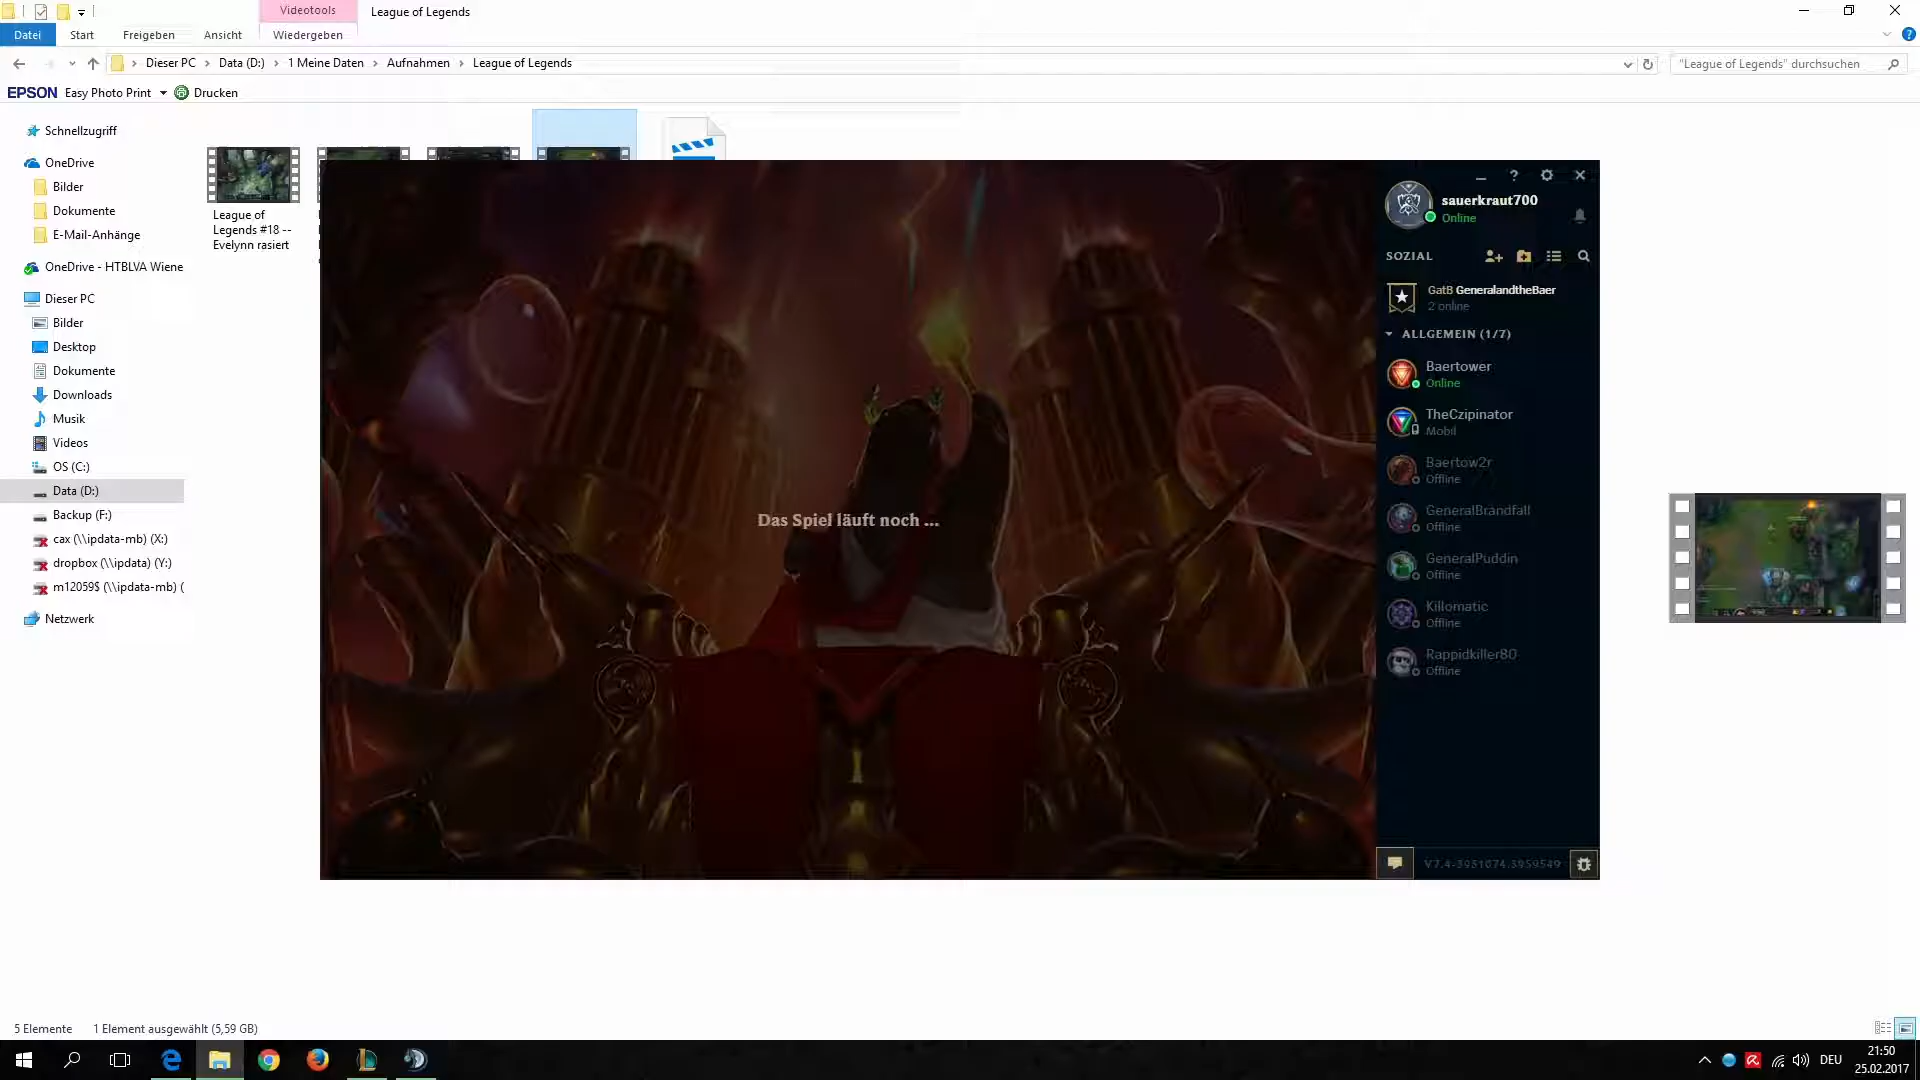 Videotools
League of Legends
Datei
Start
Freigeben
Ansicht
Wiedergeben
Dieser PC
Data (D:)
1 Meine Daten
Aufnahmen
League of Legends
"League of Legends" durchsuchen
EPSON
Easy Photo Print
Drucken
Schnellzugriff
OneDrive
Bilder
Dokumente
E-Mail-Anhänge
OneDrive - HTBLVA Wiene
Dieser PC
Bilder
Desktop
Dokumente
Downloads
Musik
Videos
OS (C:)
Data (D:)
Backup (F:)
cax (\\ipdata-mb) (X:)
dropbox (\\ipdata) (Y:)
m12059$ (\\ipdata-mb) (
Netzwerk
League of
Legends #18 --
Evelynn rasiert
Das Spiel läuft noch ...
sauerkraut700
Online
SOZIAL
GatB GeneralandtheBaer
2 online
ALLGEMEIN (1/7)
Baertower
Online
TheCzipinator
Mobil
Baertow2r
Offline
GeneralBrandfall
Offline
GeneralPuddin
Offline
Killomatic
Offline
Rappidkiller80
Offline
V7.4-3931074.3959549
5 Elemente
1 Element ausgewählt (5,59 GB)
DEU
21:50
25.02.2017